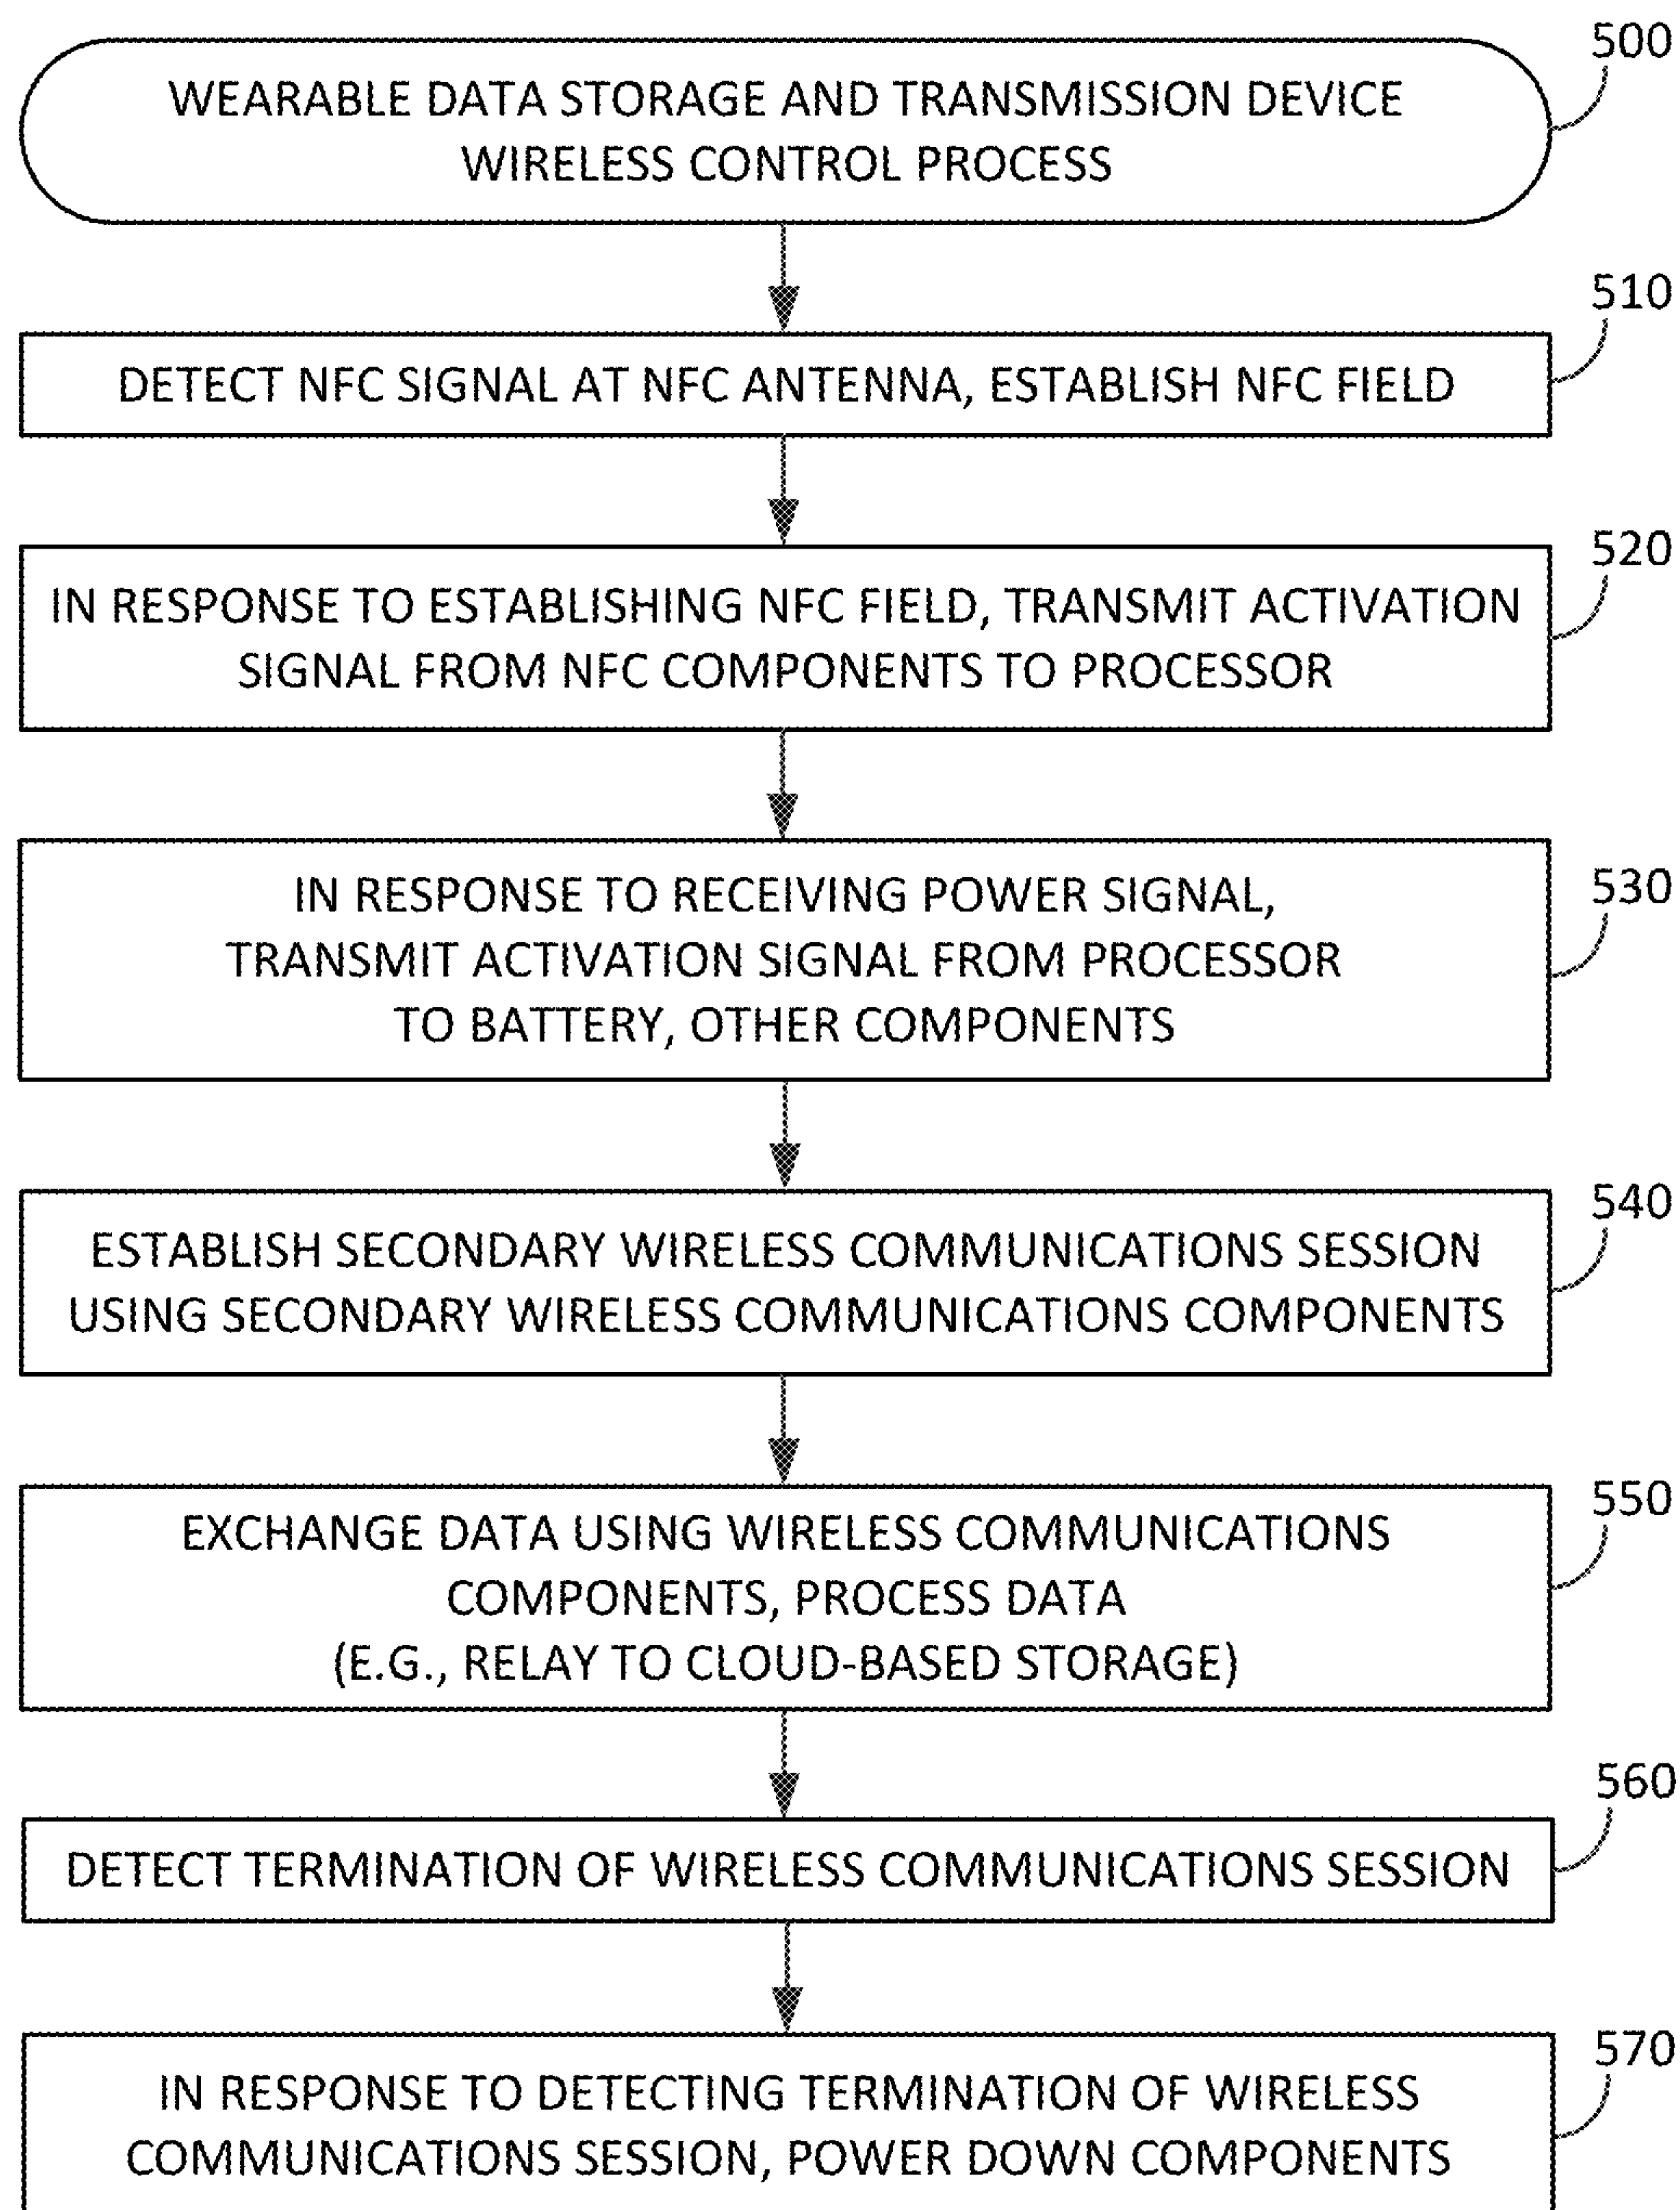 500
WEARABLE DATA STORAGE AND TRANSMISSION DEVICE
WIRELESS CONTROL PROCESS
510
DETECT NFC SIGNAL AT NFC ANTENNA, ESTABLISH NFC FIELD
520
IN RESPONSE TO ESTABLISHING NFC FIELD, TRANSMIT ACTIVATION
SIGNAL FROM NFC COMPONENTS TO PROCESSOR
530
IN RESPONSE TO RECEIVING POWER SIGNAL,
TRANSMIT ACTIVATION SIGNAL FROM PROCESSOR
TO BATTERY, OTHER COMPONENTS
540
ESTABLISH SECONDARY WIRELESS COMMUNICATIONS SESSION
USING SECONDARY WIRELESS COMMUNICATIONS COMPONENTS
550
EXCHANGE DATA USING WIRELESS COMMUNICATIONS
COMPONENTS, PROCESS DATA
(E.G., RELAY TO CLOUD-BASED STORAGE)
560
DETECT TERMINATION OF WIRELESS COMMUNICATIONS SESSION
570
IN RESPONSE TO DETECTING TERMINATION OF WIRELESS
COMMUNICATIONS SESSION, POWER DOWN COMPONENTS